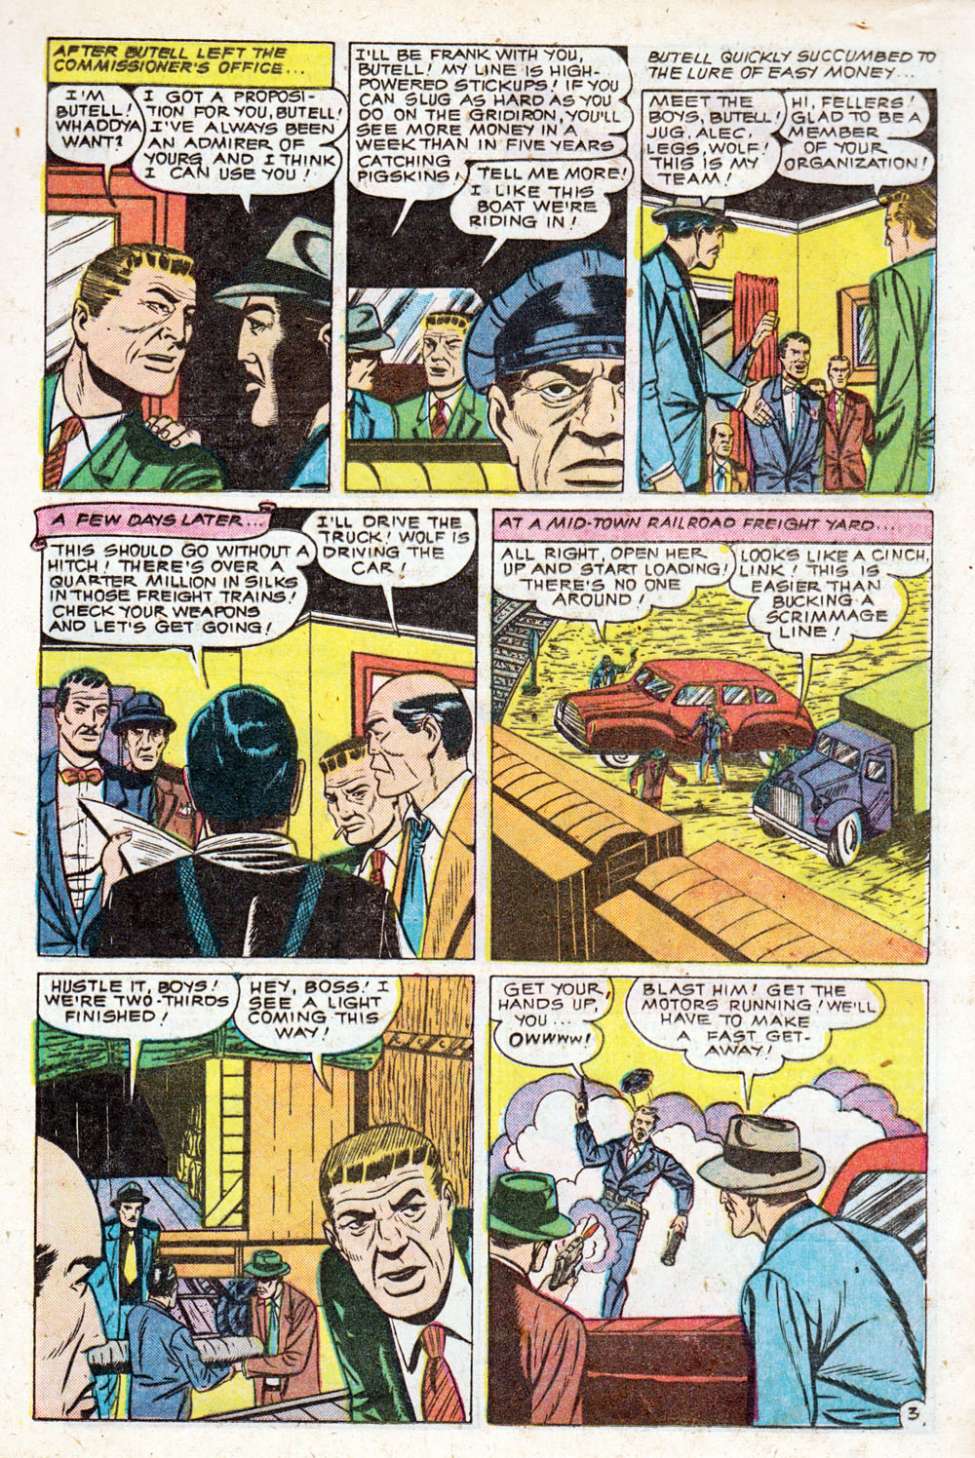 AFTER BUTELL LEFT THE
COMMISSIONER'S OFFICE...
I'M
BUTELL!
WHADDYA
WANT?
I GOT A PROPOSI-
TION FOR YOU, BUTELL!
I'VE ALWAYS BEEN
AN ADMIRER OF
YOURS AND I THINK
I CAN USE YOU!
I'LL BE FRANK WITH YOU,
BUTELL! MY LINE IS HIGH-
POWERED STICKUPS! IF YOU
CAN SLUG AS HARD AS YOU
DO ON THE GRIDIRON, YOU'LL
SEE MORE MONEY IN A
WEEK THAN IN FIVE YEARS
CATCHING
PIGSKINS!
TELL ME MORE!
I LIKE THIS
BOAT WE'RE
RIDING IN!
BUTELL QUICKLY SUCCUMBED TO
THE LURE OF EASY MONEY...
MEET THE
BOYS, BUTELL!
JUG, ALEC,
LEGS, WOLF!
THIS IS MY
TEAM!
HI, FELLERS!
GLAD TO BE A
MEMBER
OF YOUR
ORGANIZATION!
A FEW DAYS LATER...
THIS SHOULD GO WITHOUT A
HITCH! THERE'S OVER A
QUARTER MILLION IN SILKS
IN THOSE FREIGHT TRAINS!
CHECK YOUR WEAPONS
AND LET'S GET GOING!
I'LL DRIVE THE
TRUCK! WOLF IS
DRIVING THE
CAR!
AT A MID-TOWN RAILROAD FREIGHT YARD...
ALL RIGHT, OPEN HER
UP AND START LOADING!
THERE'S NO ONE
AROUND!
LOOKS LIKE A CINCH,
LINK! THIS IS
EASIER THAN
BUCKING A
SCRIMMAGE
LINE!
HUSTLE IT, BOYS!
WE'RE TWO-THIRDS
FINISHED!
HEY, BOSS! I
SEE A LIGHT
COMING THIS
WAY!
GET YOUR
HANDS UP,
YOU...
OWWWW!
BLAST HIM! GET THE
MOTORS RUNNING! WE'LL
HAVE TO MAKE
A FAST GET-
AWAY!
3